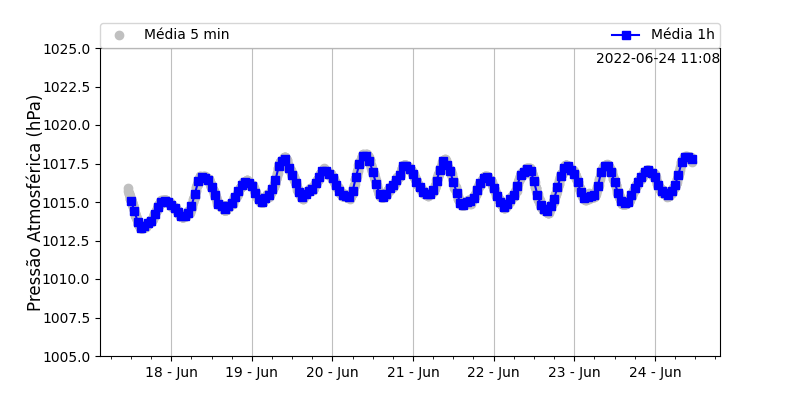 Média 5 min
Média 1h
2022-06-24 11:08
Pressão Atmosférica (hPa)
1025.0
1022.5
1020.0
1017.5
1015.0
1012.5
1010.0
1007.5
1005.0
18 - Jun
19 - Jun
20 - Jun
21 - Jun
22 - Jun
23 - Jun
24 - Jun